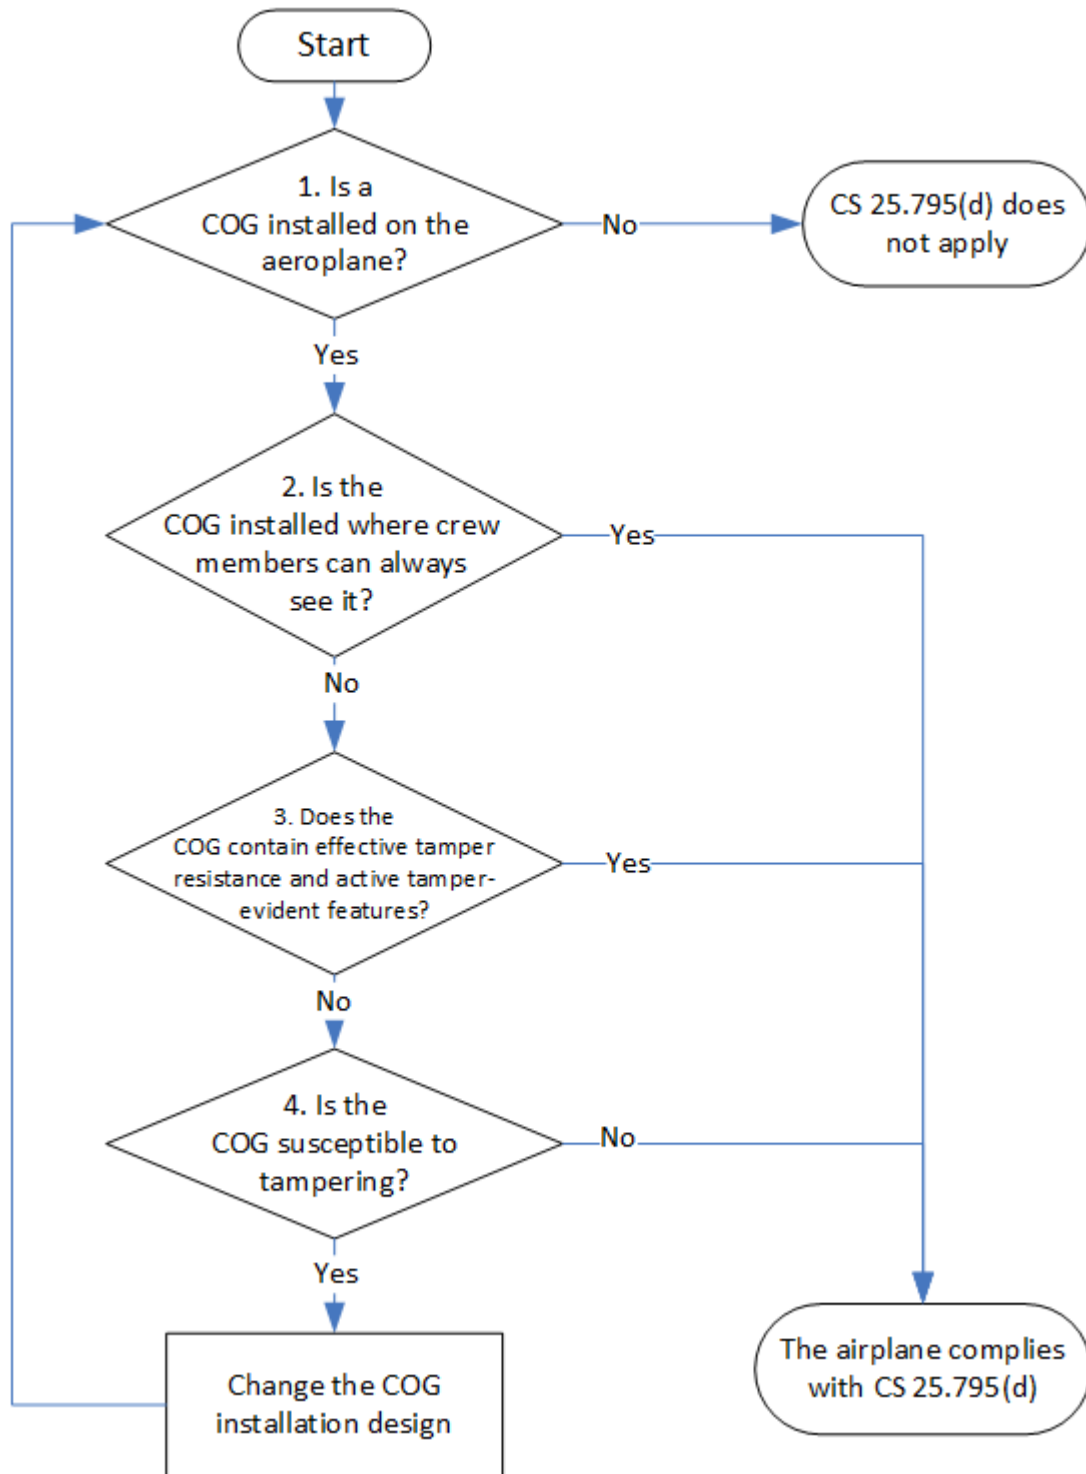 Start
1. Is a
COG installed on the
aeroplane?
No
CS 25.795(d) does
not apply
Yes
2. Is the
COG installed where crew
members can always
see it?
Yes
No
3. Does the
COG contain effective tamper
resistance and active tamper-
evident features?
Yes
No
4. Is the
COG susceptible to
tampering?
No
Yes
Change the COG
installation design
The airplane complies
with CS 25.795(d)